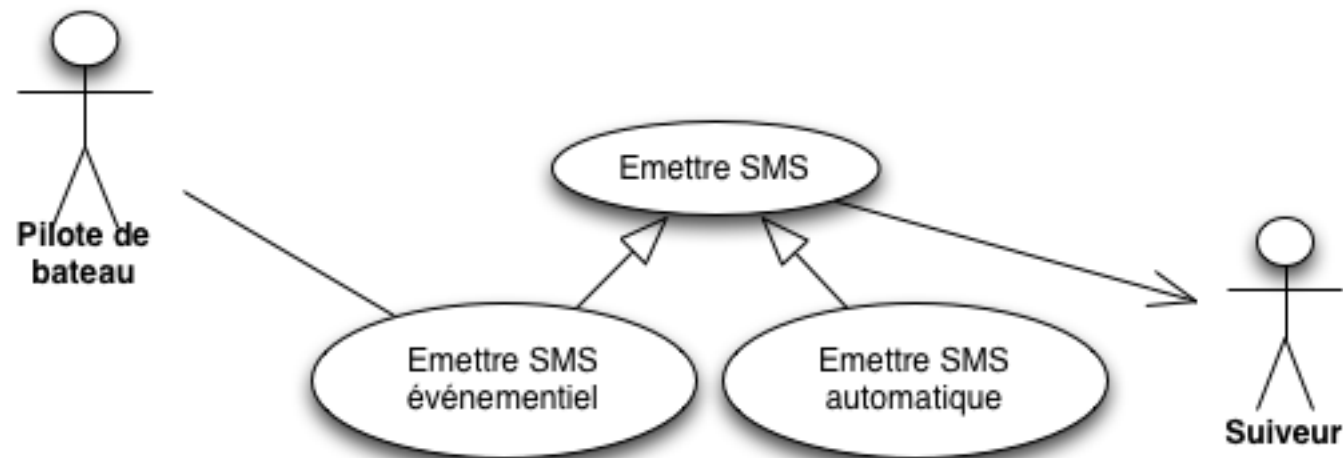 Emettre SMS
Pilote de
bateau
Emettre SMS
événementiel
Emettre SMS
automatique
Suiveur